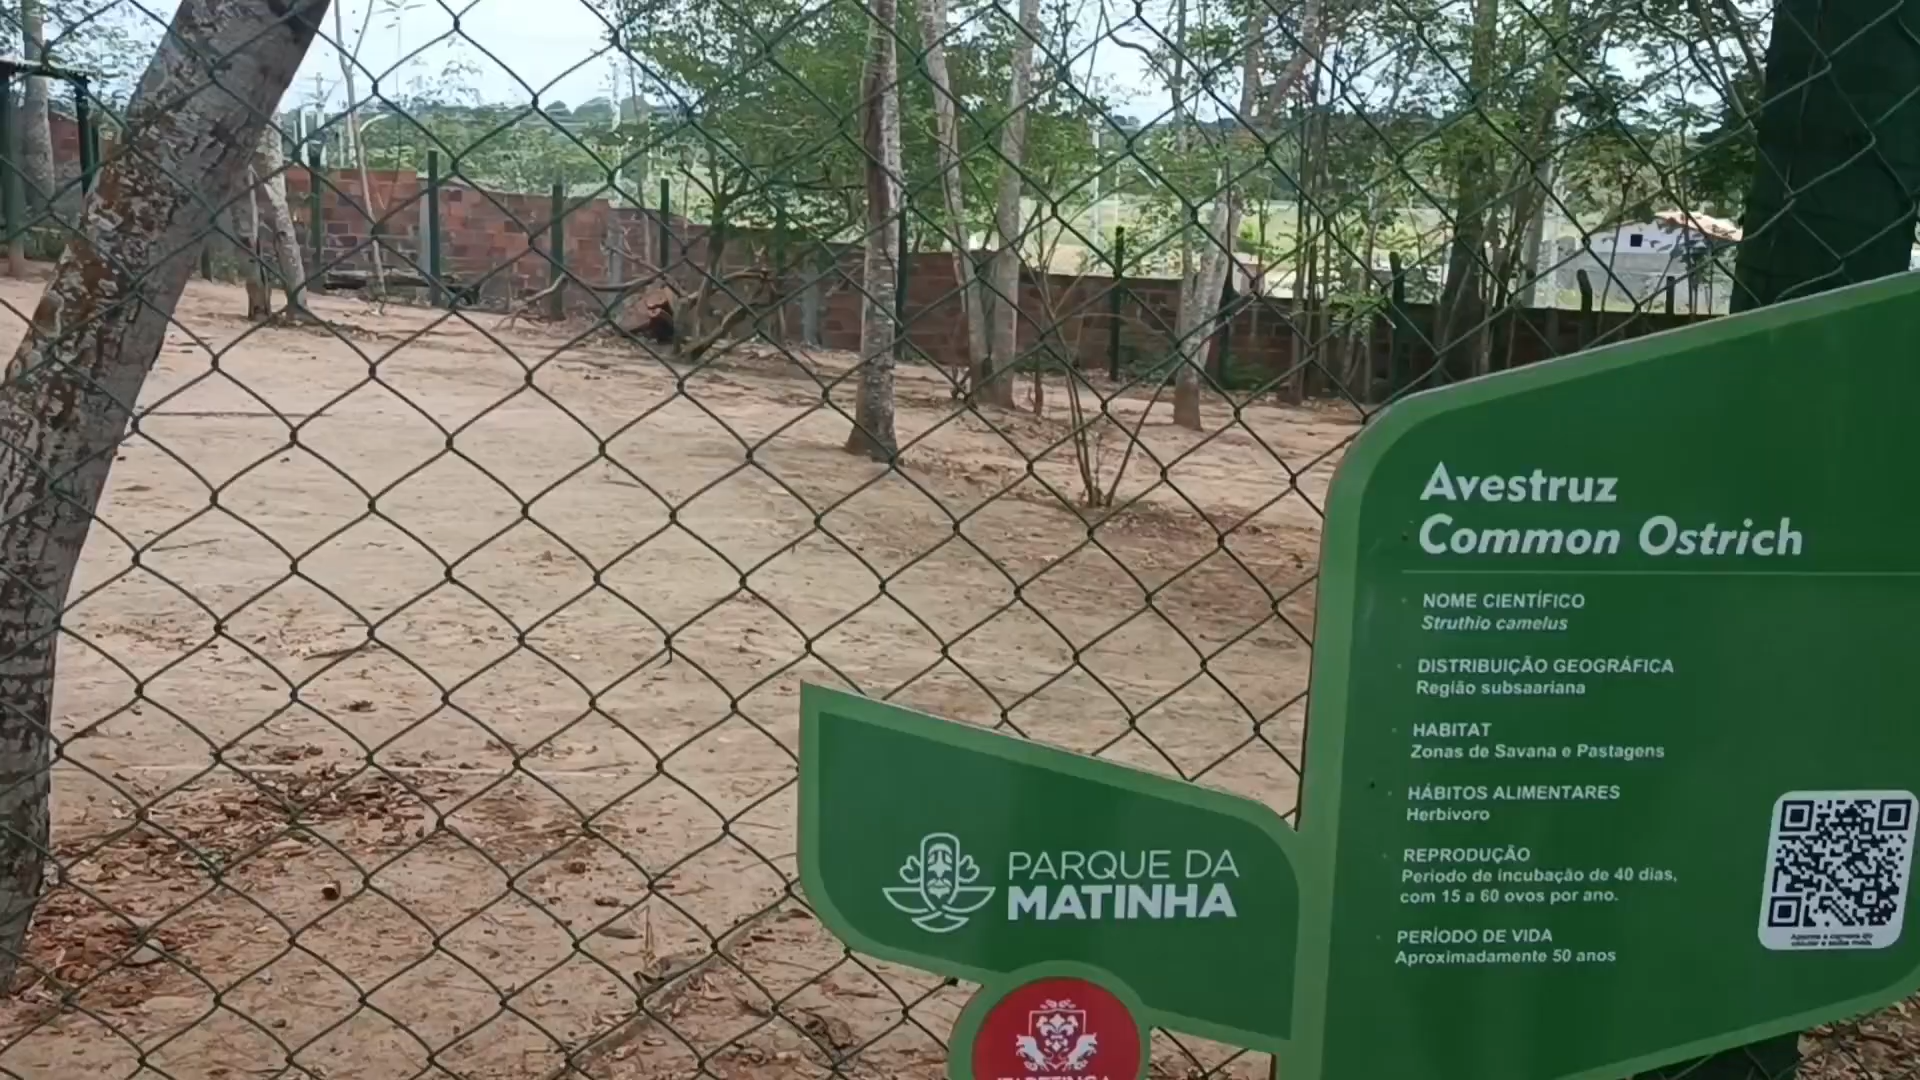 Avestruz
Common Ostrich
NOME CIENTÍFICO
Struthio camelus
DISTRIBUIÇÃO GEOGRÁFICA
Região subsaariana
HABITAT
Zonas de Savana e Pastagens
HÁBITOS ALIMENTARES
Herbívoro
REPRODUÇÃO
Período de incubação de 40 dias,
com 15 a 60 ovos por ano.
PERÍODO DE VIDA
Aproximadamente 50 anos
PARQUE DA
MATINHA